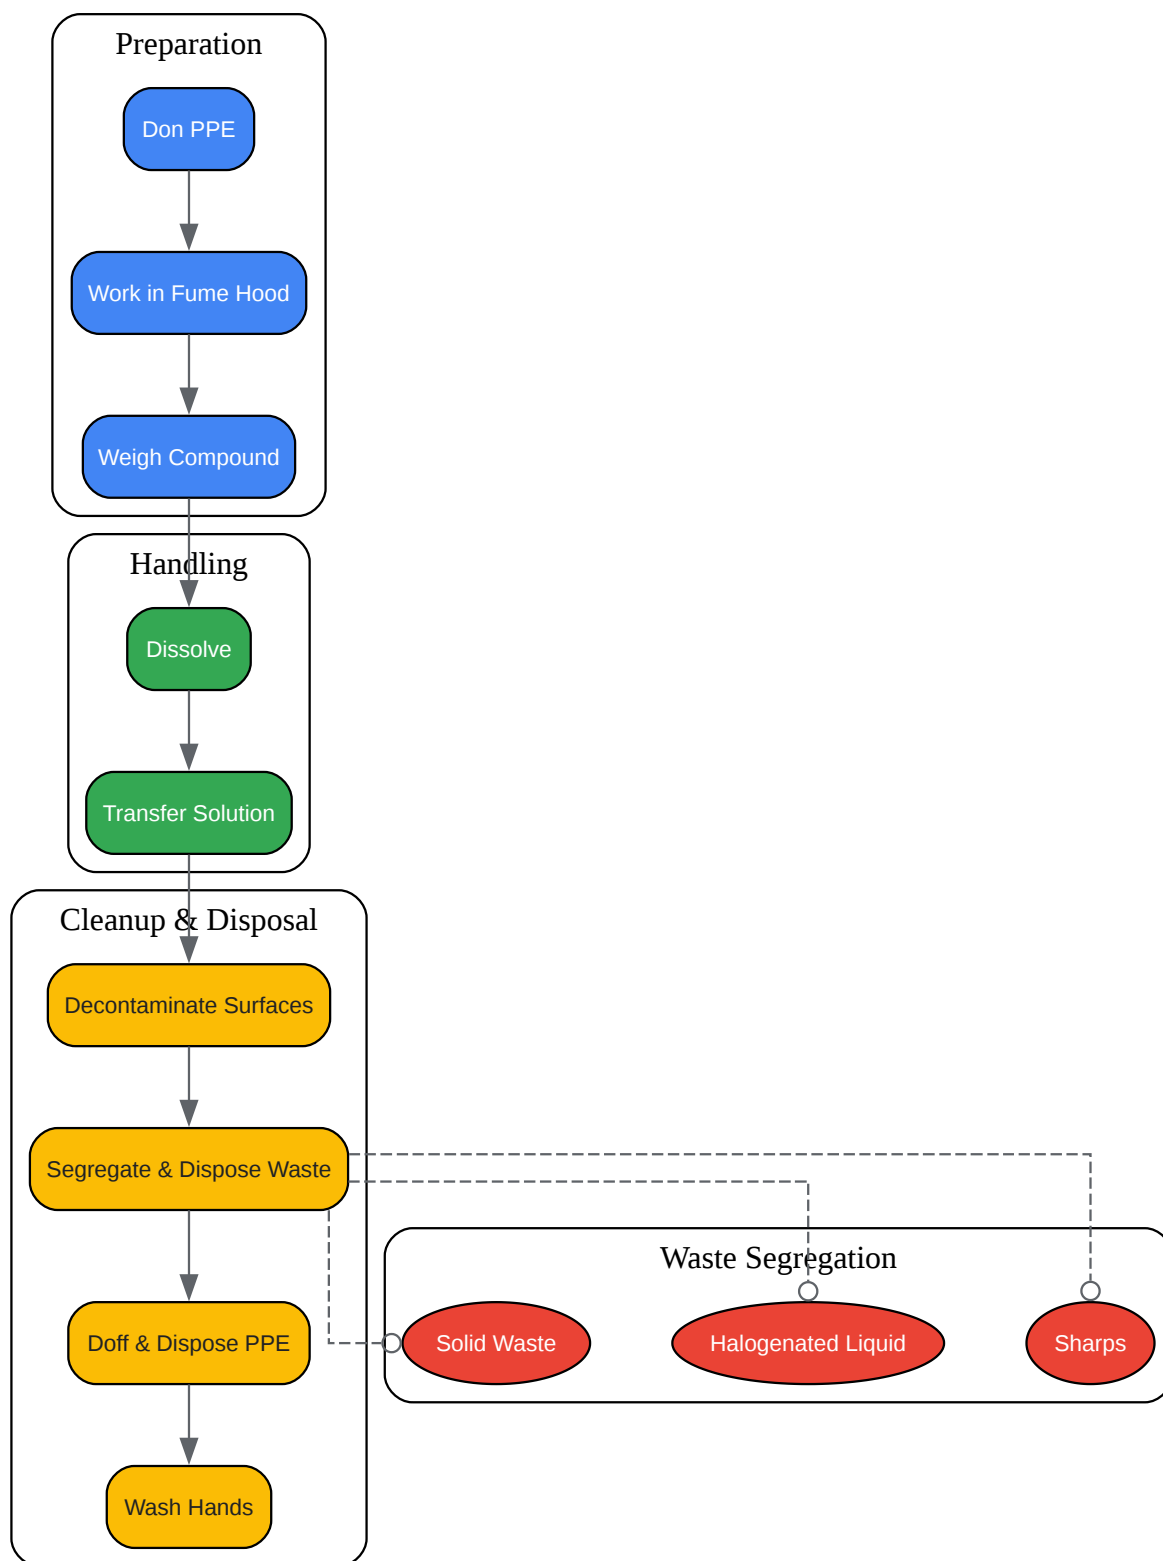 Preparation
Don PPE
Work in Fume Hood
Weigh Compound
Handling
Dissolve
Transfer Solution
Cleanup & Disposal
Decontaminate Surfaces
Segregate & Dispose Waste
Waste Segregation
Doff & Dispose PPE
Solid Waste
Halogenated Liquid
Sharps
Wash Hands